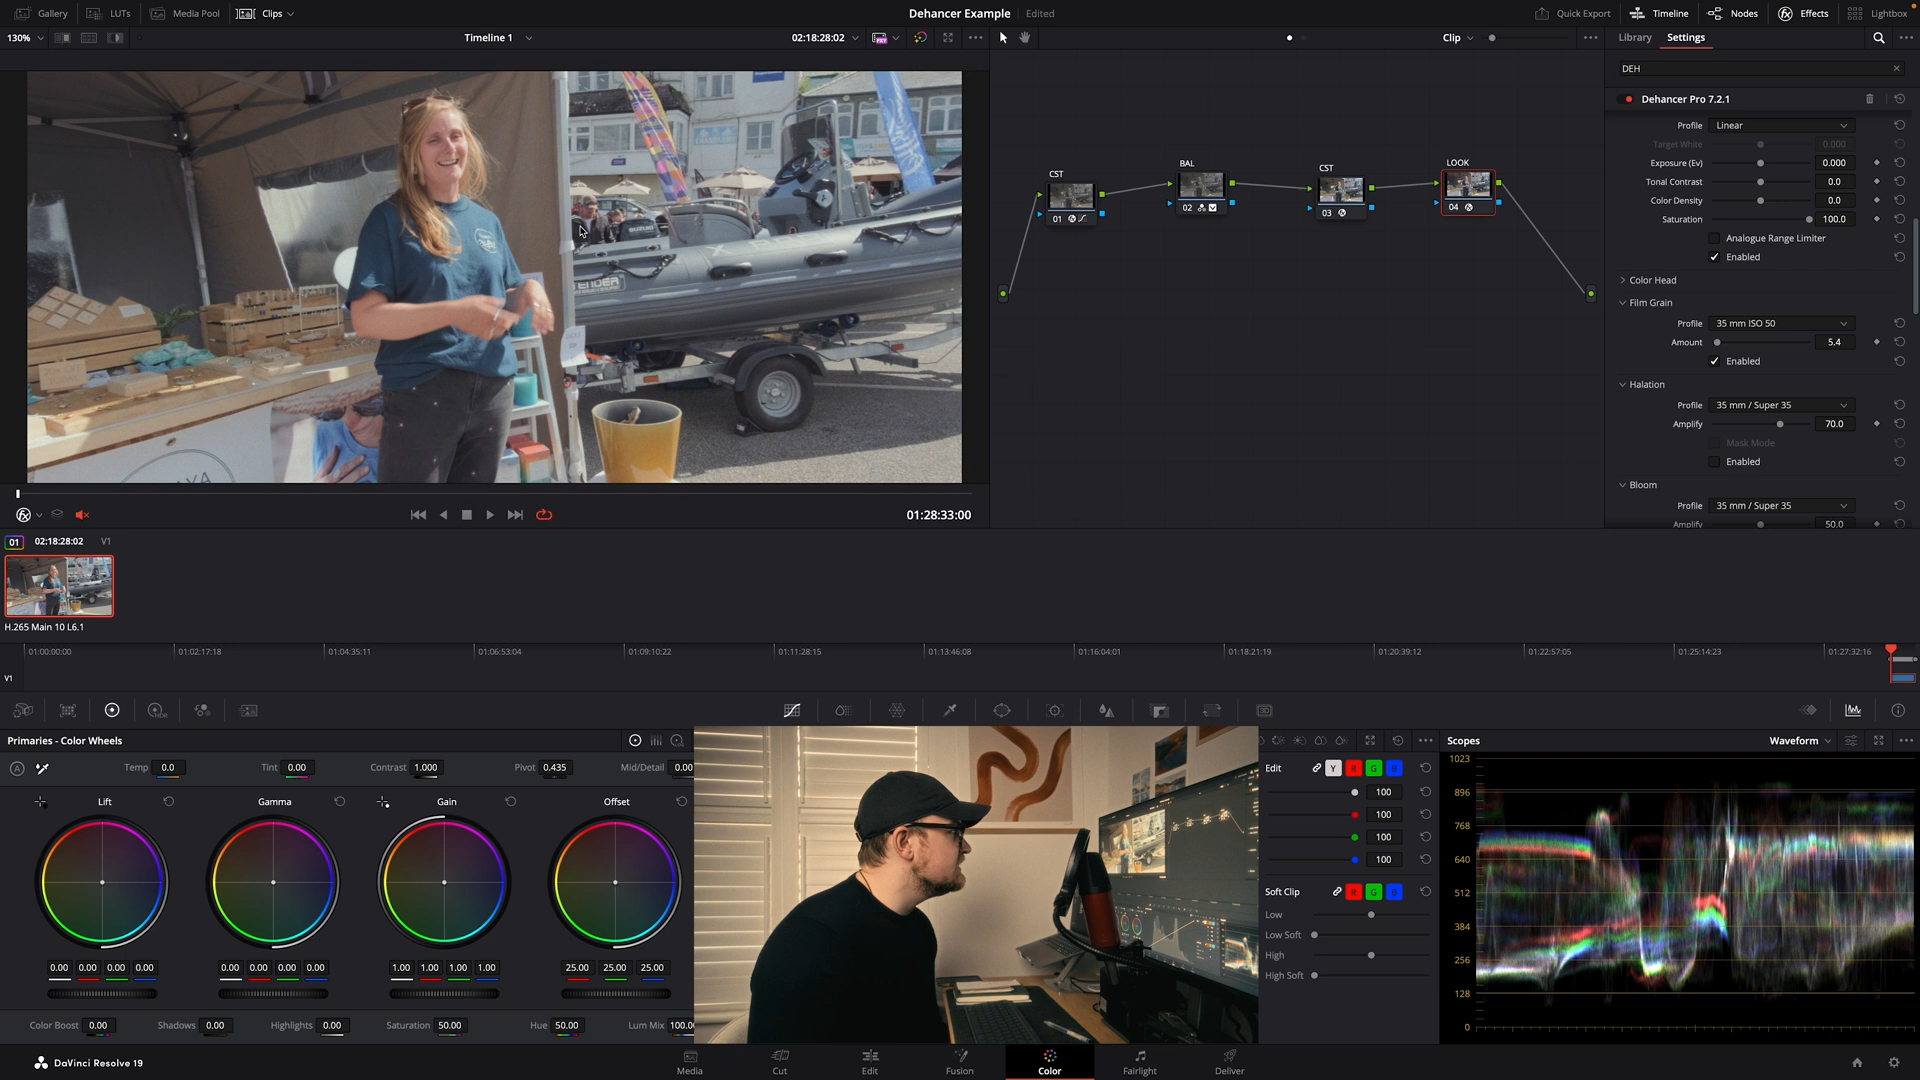 Gallery
LUTs
Media Pool
Clips
Dehancer Example
Edited
Quick Export
Timeline
Nodes
Effects
Lightbox
130%
Timeline 1
02:18:28:02
Clip
Library
Settings
DEH
Dehancer Pro 7.2.1
Profile
Linear
Target White
0.000
Exposure (Ev)
0.000
Tonal Contrast
0.0
Color Density
0.0
Saturation
100.0
Analogue Range Limiter
Enabled
Color Head
Film Grain
Profile
35 mm ISO 50
Amount
5.4
Enabled
Halation
Profile
35 mm / Super 35
Amplify
70.0
Mask Mode
Enabled
Bloom
Profile
35 mm / Super 35
Amplify
50.0
CST
01
BAL
02
CST
03
LOOK
04
SUZUKI
01:28:33:00
01
02:18:28:02
V1
H.265 Main 10 L6.1
01:00:00:00
01:02:17:18
01:04:35:11
01:06:53:04
01:09:10:22
01:11:28:15
01:13:46:08
01:16:04:01
01:18:21:19
01:20:39:12
01:22:57:05
01:25:14:23
01:27:32:16
V1
HDR
3D
Primaries - Color Wheels
Temp
0.0
Tint
0.00
Contrast
1.000
Pivot
0.435
Mid/Detail
0.00
Lift
Gamma
Gain
Offset
0.00 0.00 0.00 0.00
0.00 0.00 0.00 0.00
1.00 1.00 1.00 1.00
25.00 25.00 25.00
Color Boost
0.00
Shadows
0.00
Highlights
0.00
Saturation
50.00
Hue
50.00
Lum Mix
100.00
Edit
Y
R
G
B
100
100
100
100
Soft Clip
R
G
B
Low
Low Soft
High
High Soft
Scopes
Waveform
1023
896
768
640
512
384
256
128
0
DaVinci Resolve 19
Media
Cut
Edit
Fusion
Color
Fairlight
Deliver